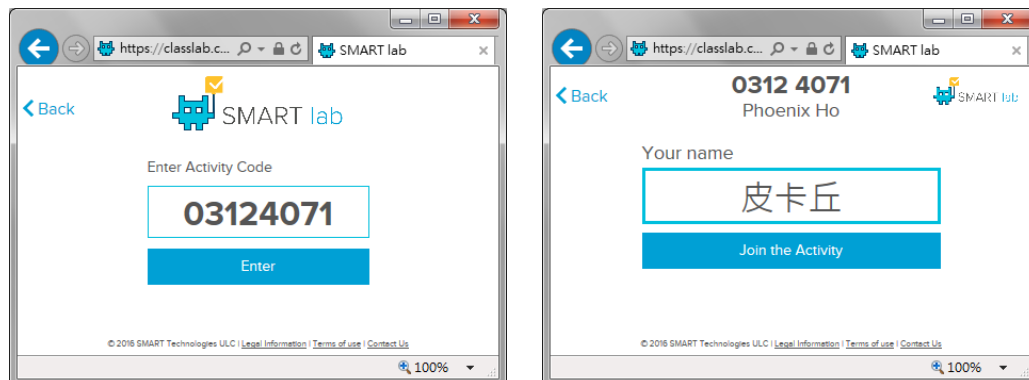 https://classlab.c...
SMART lab
Back
SMART lab
Enter Activity Code
03124071
Enter
© 2016 SMART Technologies ULC | Legal Information | Terms of use | Contact Us
100%
https://classlab.c...
SMART lab
Back
0312 4071
Phoenix Ho
SMART lab
Your name
皮卡丘
Join the Activity
© 2016 SMART Technologies ULC | Legal Information | Terms of use | Contact Us
100%